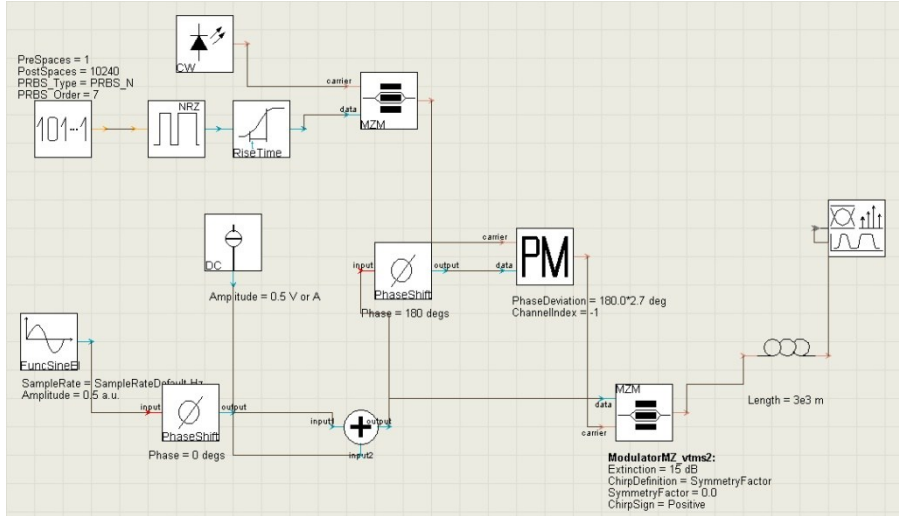 CW
PreSpaces = 1
PostSpaces = 10240
PRBS_Type = PRBS_N
PRBS_Order = 7
carrier
data
MZM
101...1
NRZ
RiseTime
DC
Amplitude = 0.5 V or A
carrier
input
output
data
PM
PhaseShift
Phase = 180 degs
PhaseDeviation = 180.0*2.7 deg
ChannelIndex = -1
FuncSineEl
SampleRate = SampleRateDefault Hz
Amplitude = 0.5 a.u.
input
output
PhaseShift
Phase = 0 degs
input1
output
input2
MZM
data
carrier
Length = 3e3 m
ModulatorMZ_vtms2:
Extinction = 15 dB
ChirpDefinition = SymmetryFactor
SymmetryFactor = 0.0
ChirpSign = Positive